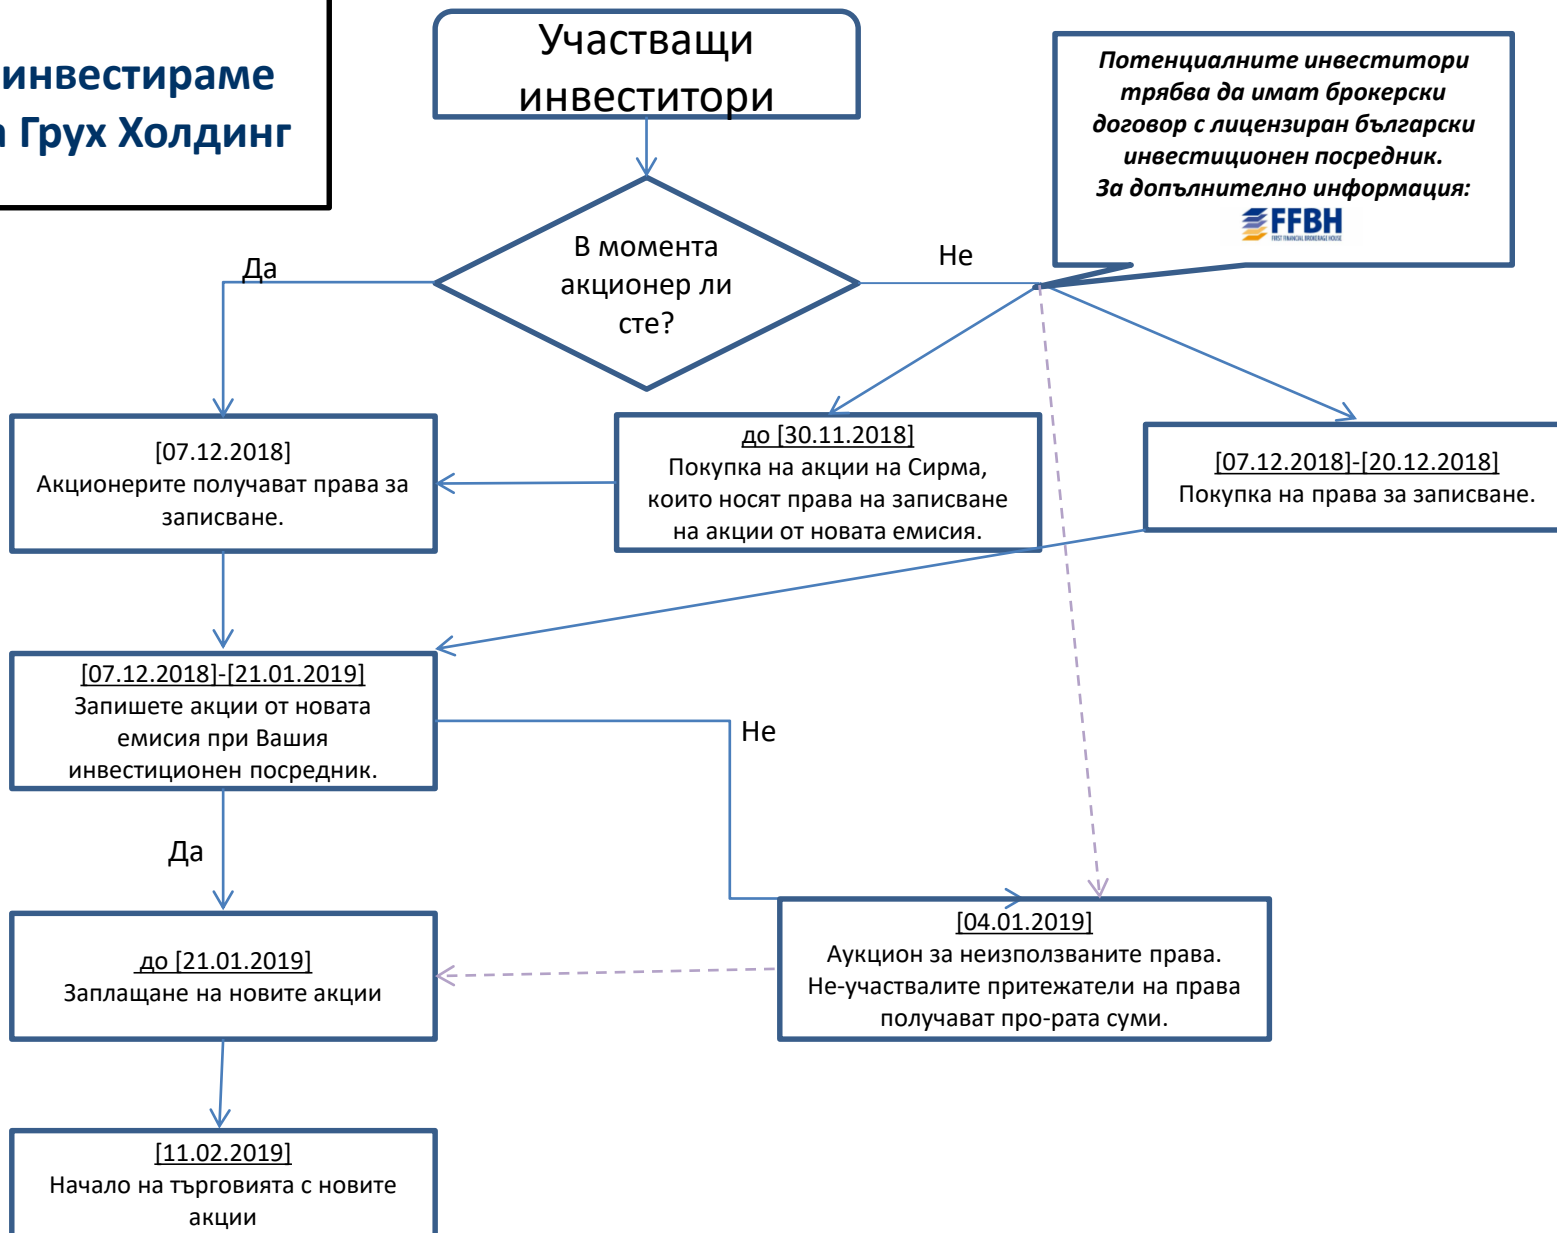 инвестираме
Грух Холдинг
Участващи
инвеститори
Потенциалните инвеститори
трябва да имат брокерски
договор с лицензиран български
инвестиционен посредник.
За допълнително информация:
FFBH
FIRST FINANCIAL BROKERAGE HOUSE
В момента
акционер ли
сте?
Да
Не
[07.12.2018]
Акционерите получават права за
записване.
до [30.11.2018]
Покупка на акции на Сирма,
които носят права на записване
на акции от новата емисия.
[07.12.2018]-[20.12.2018]
Покупка на права за записване.
[07.12.2018]-[21.01.2019]
Запишете акции от новата
емисия при Вашия
инвестиционен посредник.
Не
Да
до [21.01.2019]
Заплащане на новите акции
[04.01.2019]
Аукцион за неизползваните права.
Не-участвалите притежатели на права
получават про-рата суми.
[11.02.2019]
Начало на търговията с новите
акции